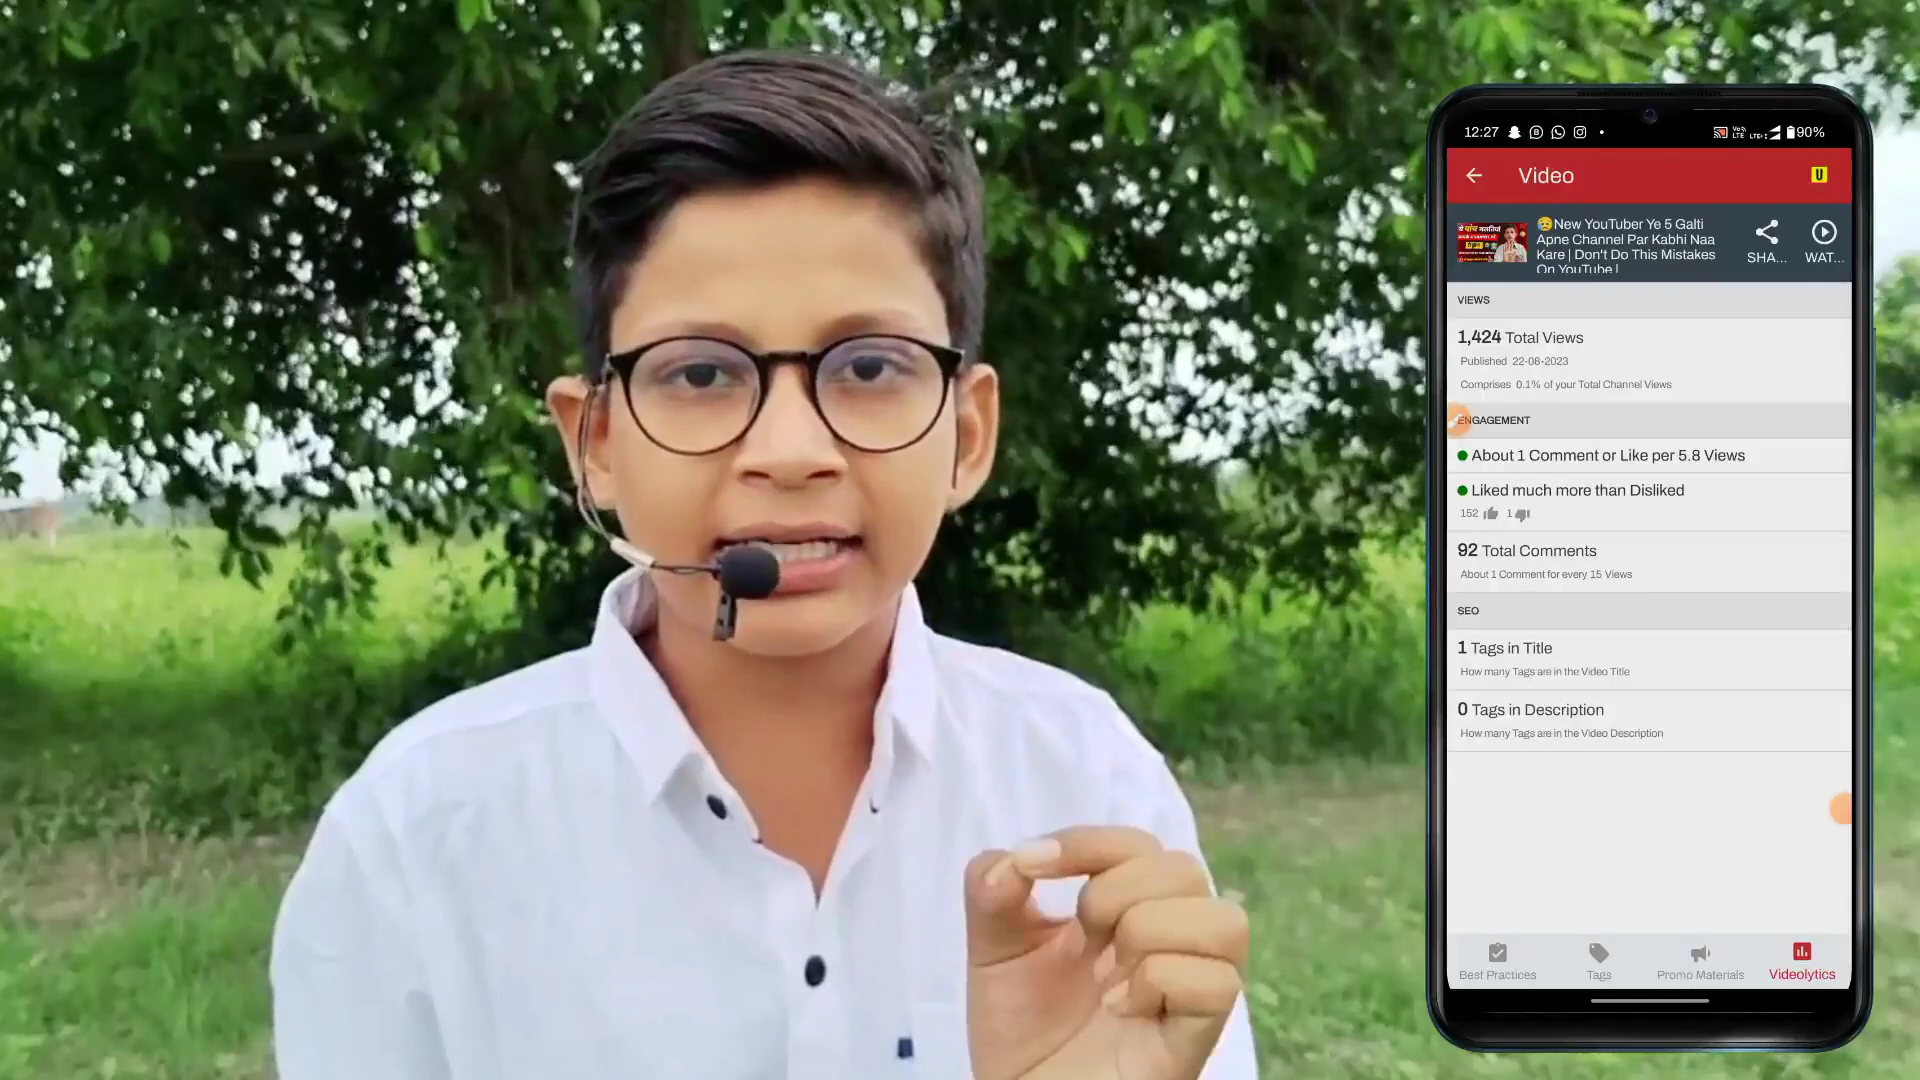 12:27
VoLTE LTE+ 90%
Video
U
😥New YouTuber Ye 5 Galti
Apne Channel Par Kabhi Naa
Kare | Don't Do This Mistakes
On YouTube |
SHA...
WAT...
VIEWS
1,424 Total Views
Published 22-08-2023
Comprises 0.1% of your Total Channel Views
ENGAGEMENT
About 1 Comment or Like per 5.8 Views
Liked much more than Disliked
152 1
92 Total Comments
About 1 Comment for every 15 Views
SEO
1 Tags in Title
How many Tags are in the Video Title
0 Tags in Description
How many Tags are in the Video Description
Best Practices
Tags
Promo Materials
Videolytics